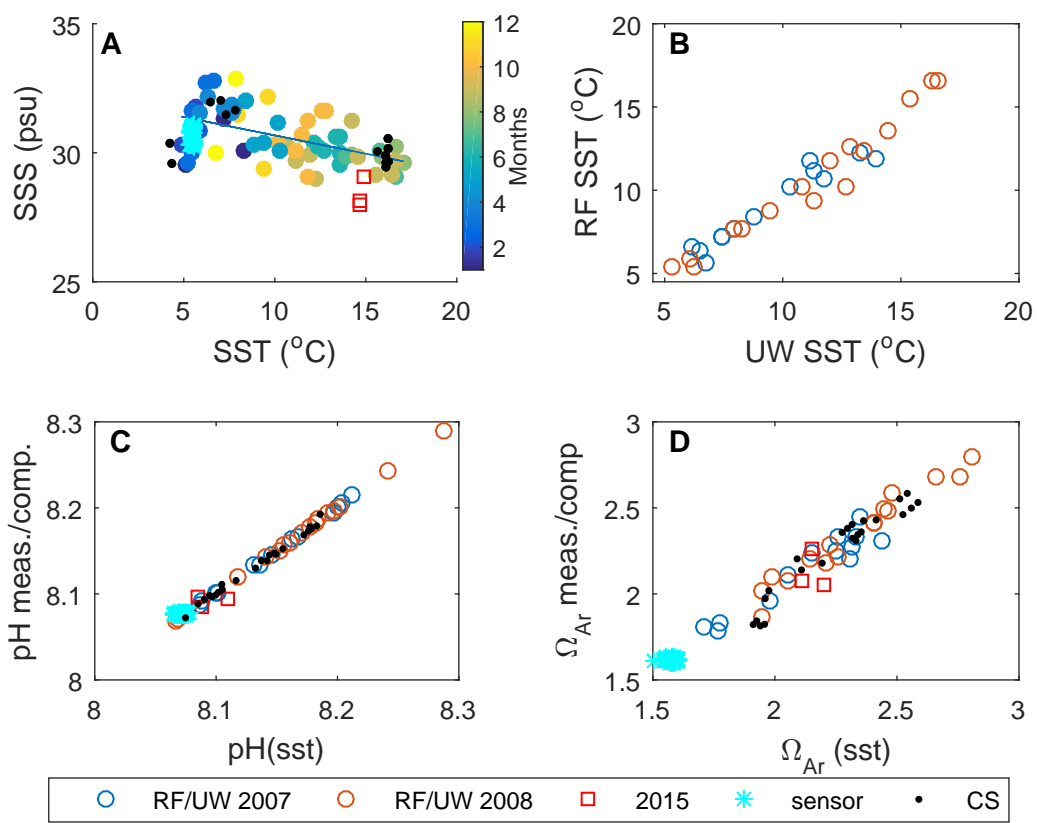 A
35
30
25
SSS (psu)
0 5 10 15 20
SST (°C)
12
10
8
6
4
2
Months
B
20
15
10
5
RF SST (°C)
5 10 15 20
UW SST (°C)
C
8.3
8.2
8.1
8
pH meas./comp.
8 8.1 8.2 8.3
pH(sst)
D
3
2.5
2
1.5
Ω_Ar meas./comp
1.5 2 2.5 3
Ω_Ar (sst)
RF/UW 2007 RF/UW 2008 2015 sensor CS